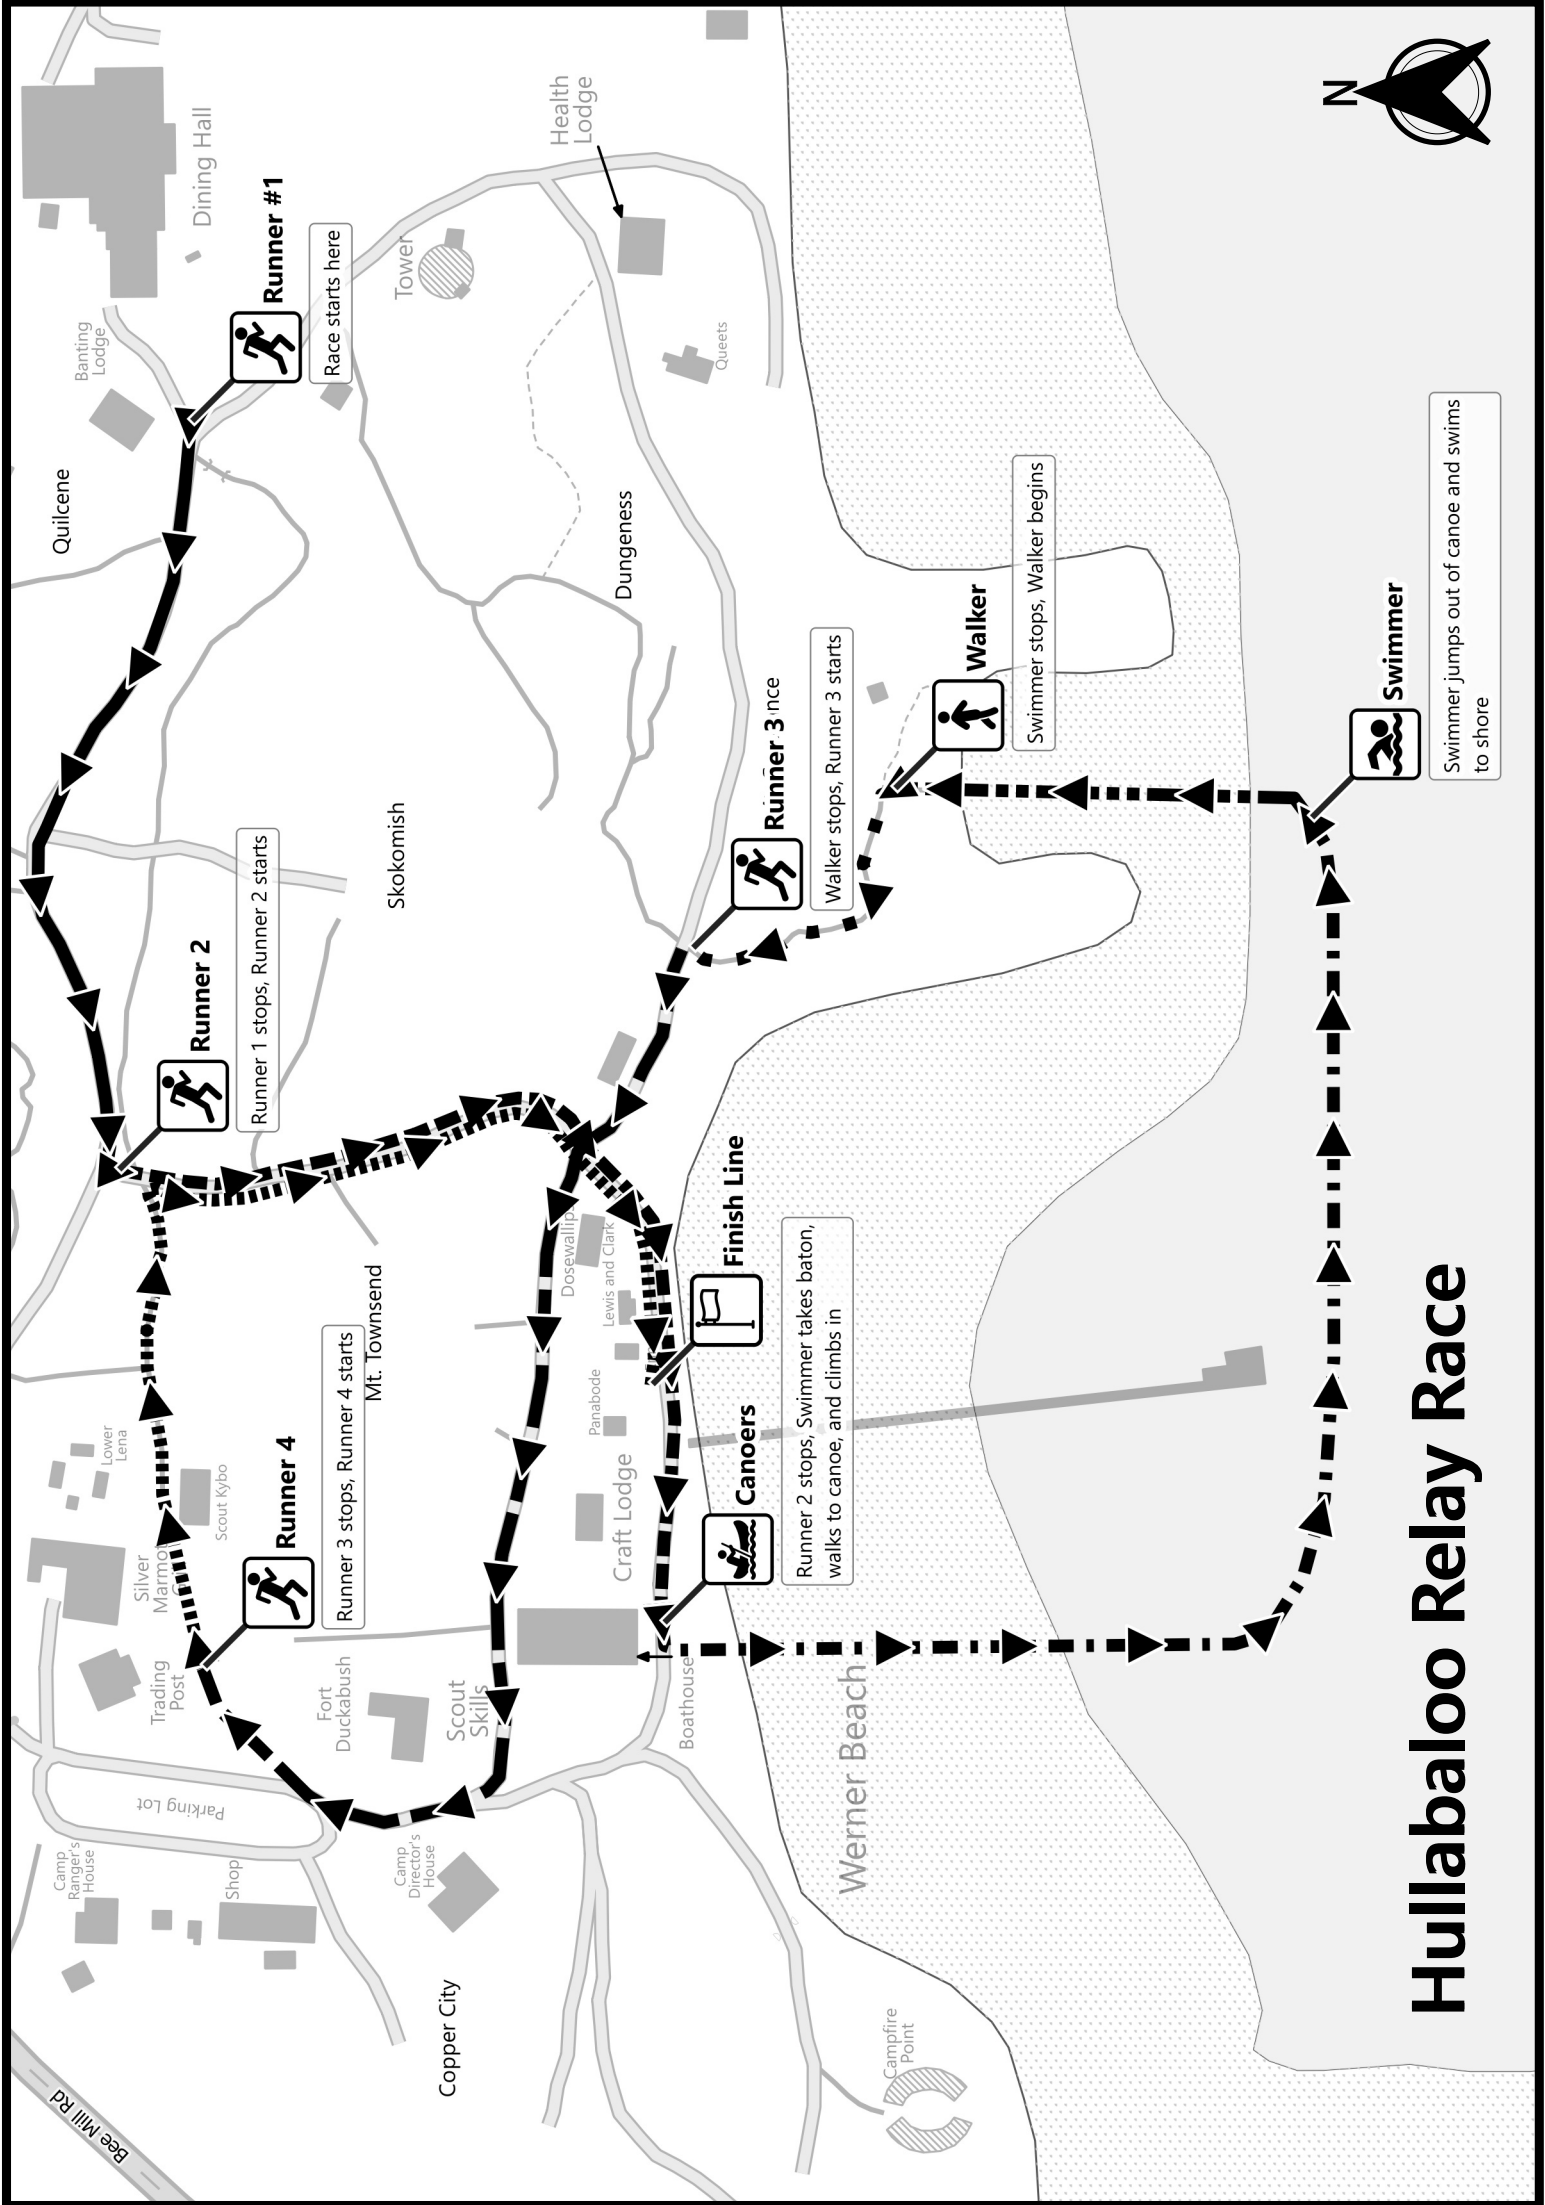 Bee Mill Rd
Camp
Ranger's
House
Parking Lot
Shop
Trading
Post
Silver
Marmot
Lower
Lena
Scout Kybo
Quilcene
Banting
Lodge
Dining Hall
Runner 4
Runner 3 stops, Runner 4 starts
Runner 2
Runner 1 stops, Runner 2 starts
Runner #1
Race starts here
Fort
Duckabush
Mt. Townsend
Skokomish
Tower
Camp
Director's
House
Copper City
Scout
Skills
Health
Lodge
Dosewallips
Lewis and Clark
Panabode
Craft Lodge
Dungeness
Queets
Boathouse
Canoers
Runner 2 stops, Swimmer takes baton,
walks to canoe, and climbs in
Finish Line
Runner 3
Walker stops, Runner 3 starts
Werner Beach
Campfire
Point
Walker
Swimmer stops, Walker begins
Swimmer
Swimmer jumps out of canoe and swims
to shore
N
Hullabaloo Relay Race